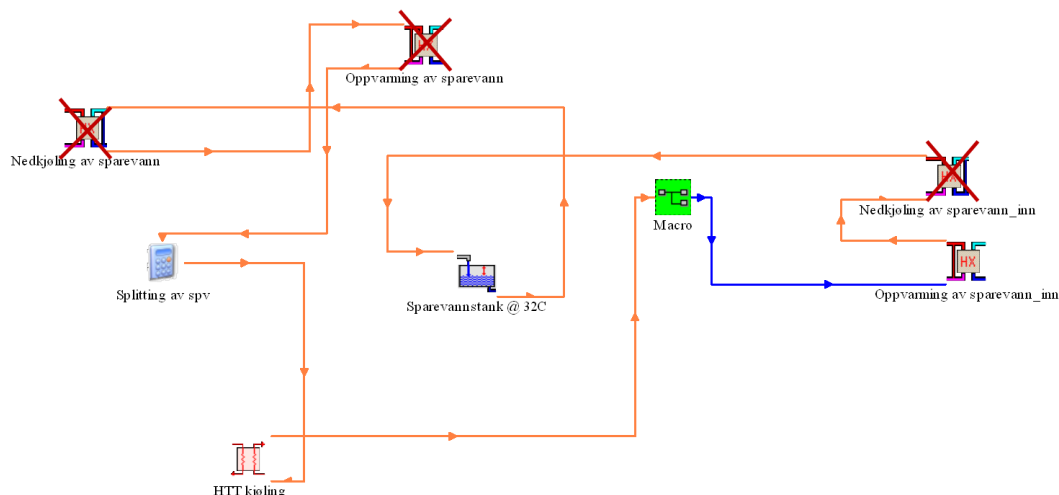 Oppvarming av sparevann
Nedkjøling av sparevann
Nedkjøling av sparevann_inn
Macro
HX
Splitting av spv
Sparevannstank @ 32C
Oppvarming av sparevann_inn
HTT kjøling